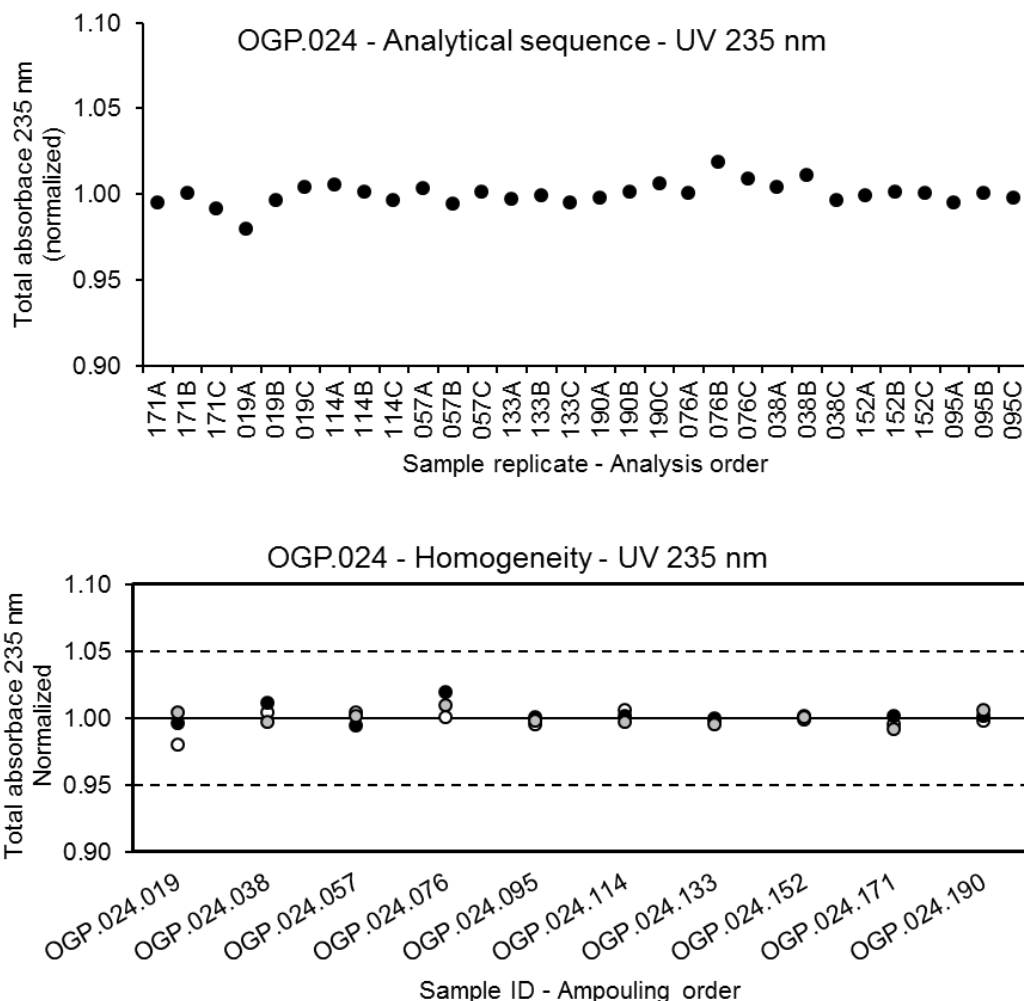 OGP.024 - Analytical sequence - UV 235 nm
Total absorbace 235 nm
(normalized)
1.10
1.05
1.00
0.95
0.90
171A
171B
171C
019A
019B
019C
114A
114B
114C
057A
057B
057C
133A
133B
133C
190A
190B
190C
076A
076B
076C
038A
038B
038C
152A
152B
152C
095A
095B
095C
Sample replicate - Analysis order
OGP.024 - Homogeneity - UV 235 nm
Total absorbace 235 nm
Normalized
1.10
1.05
1.00
0.95
0.90
OGP.024.019
OGP.024.038
OGP.024.057
OGP.024.076
OGP.024.095
OGP.024.114
OGP.024.133
OGP.024.152
OGP.024.171
OGP.024.190
Sample ID - Ampouling order